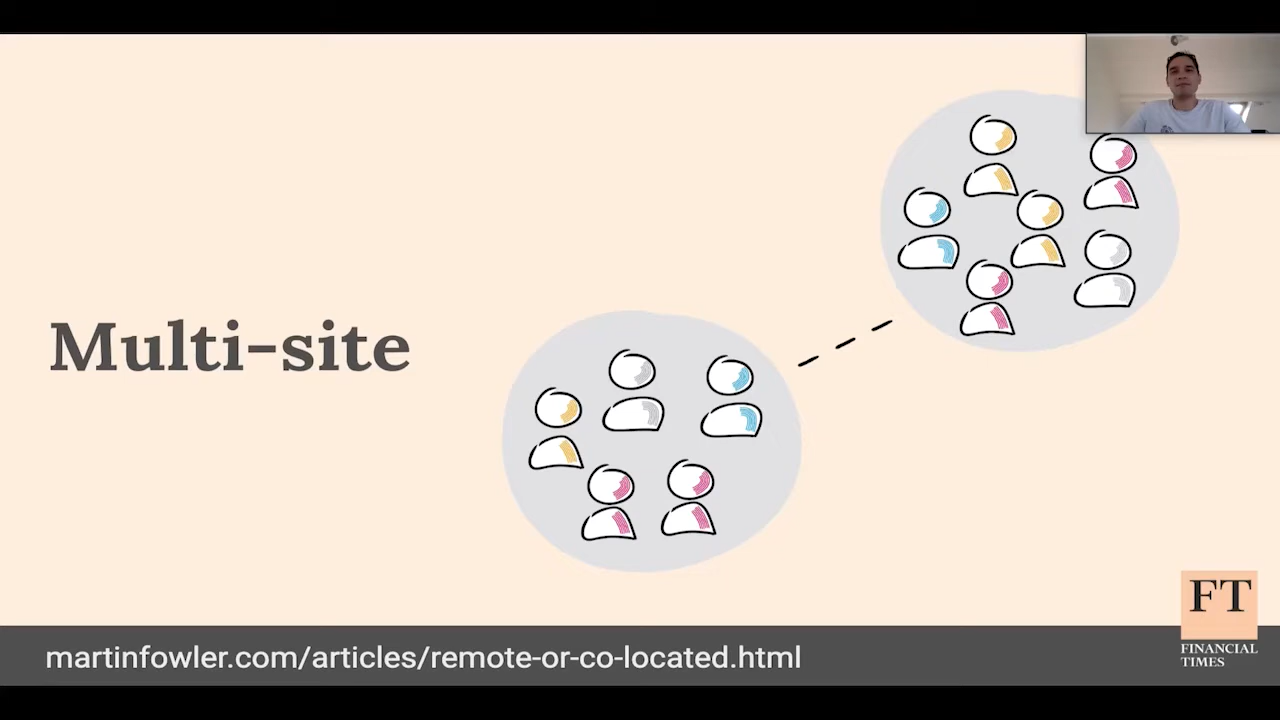 Multi-site
martinfowler.com/articles/remote-or-co-located.html
FT
FINANCIAL
TIMES